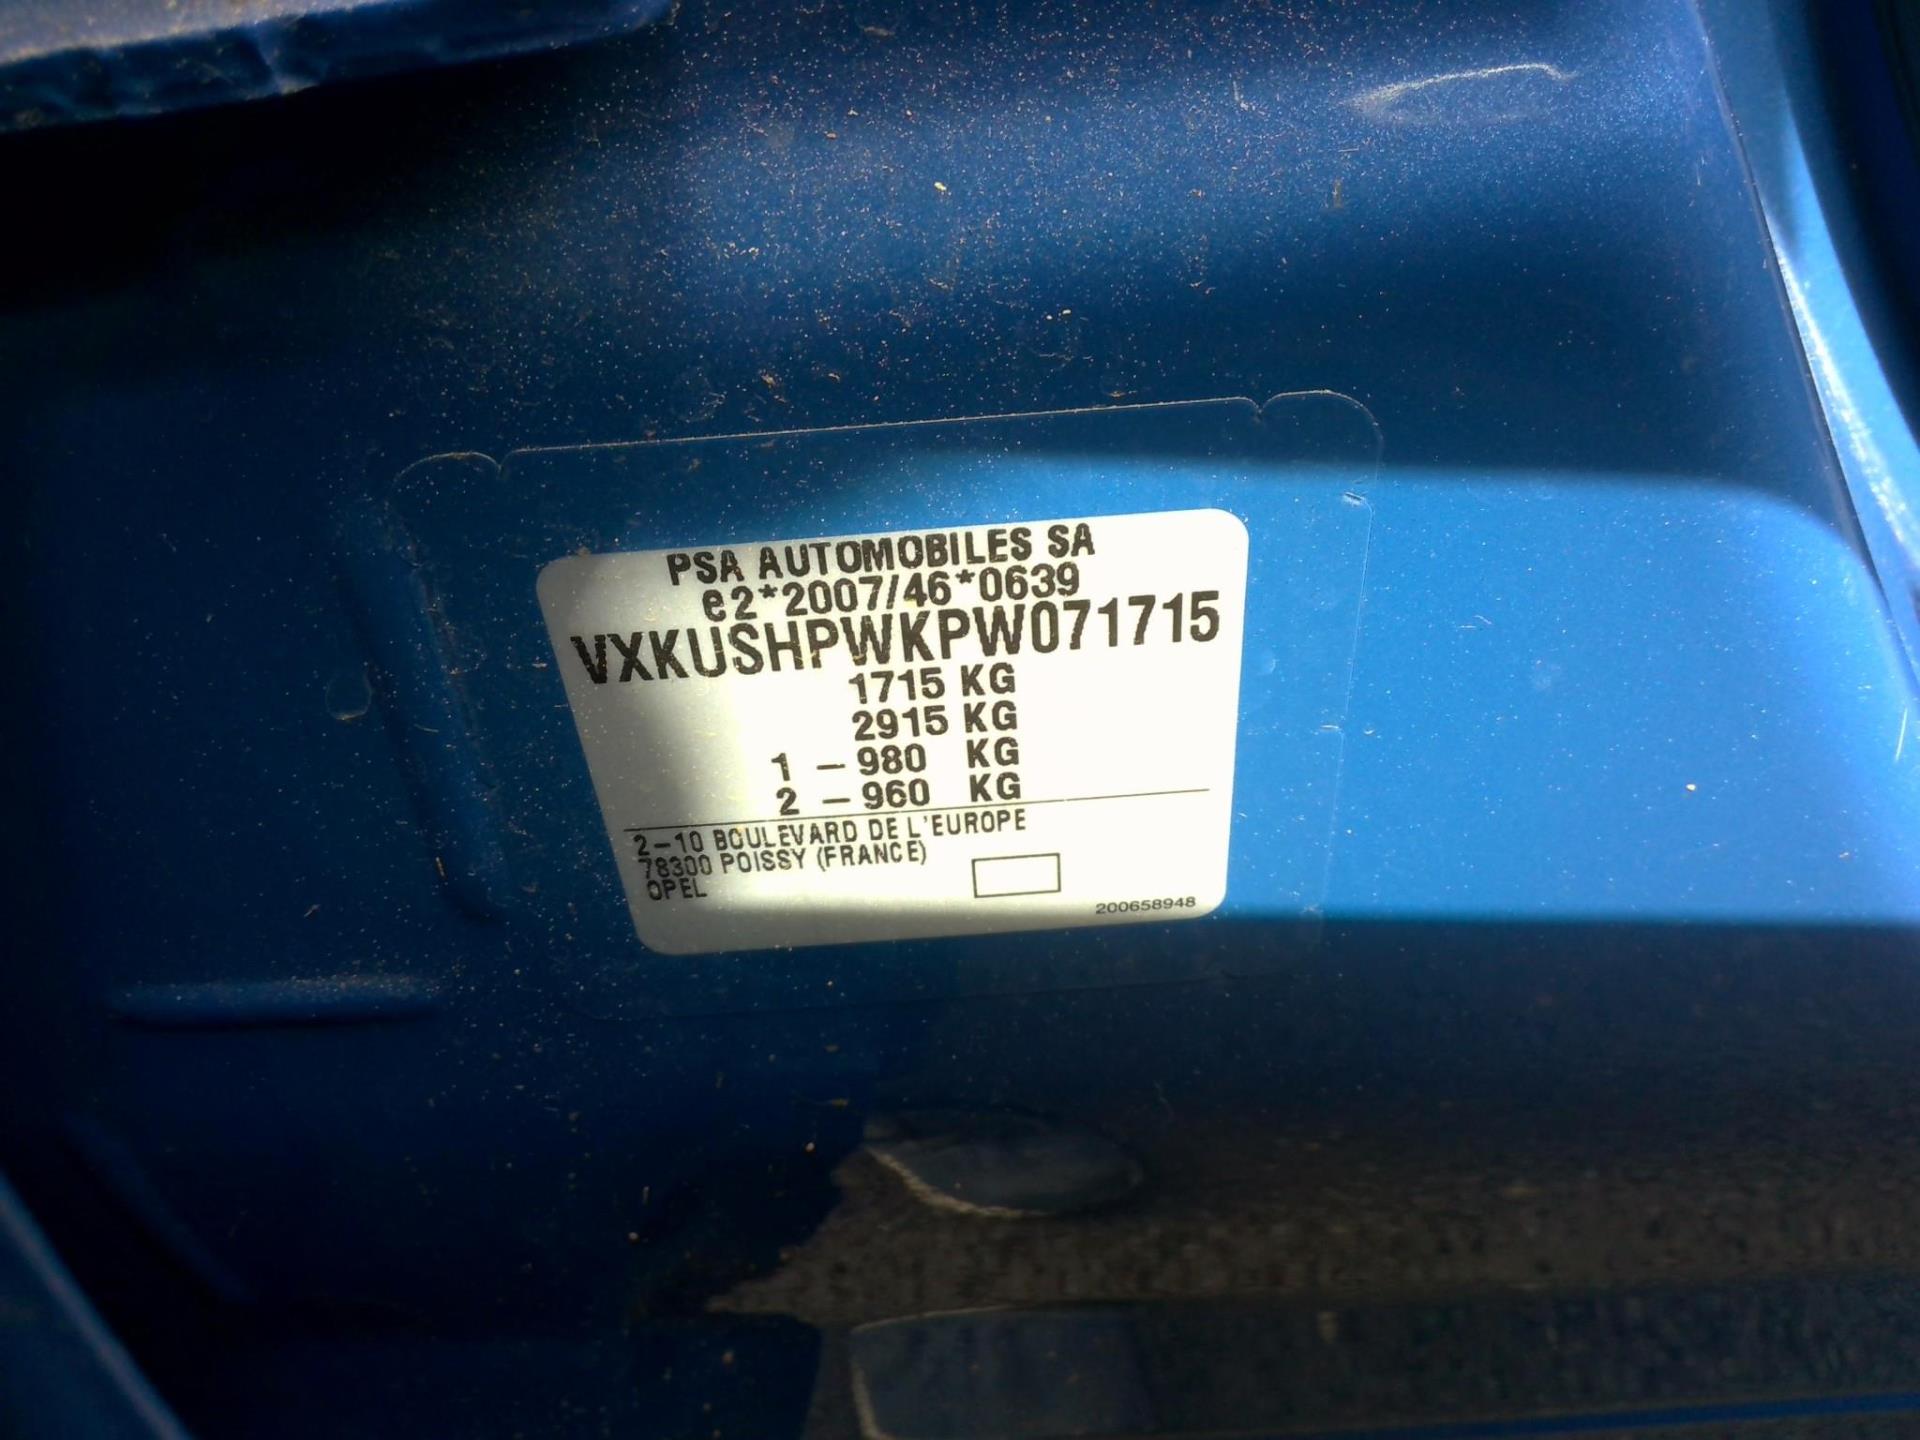 PSA AUTOMOBILES SA
e2*2007/46*0639
VXKUSHPWKPW071715
1715 KG
2915 KG
1 – 980 KG
2 – 960 KG
2–10 BOULEVARD DE L'EUROPE
78300 POISSY (FRANCE)
OPEL
200658948